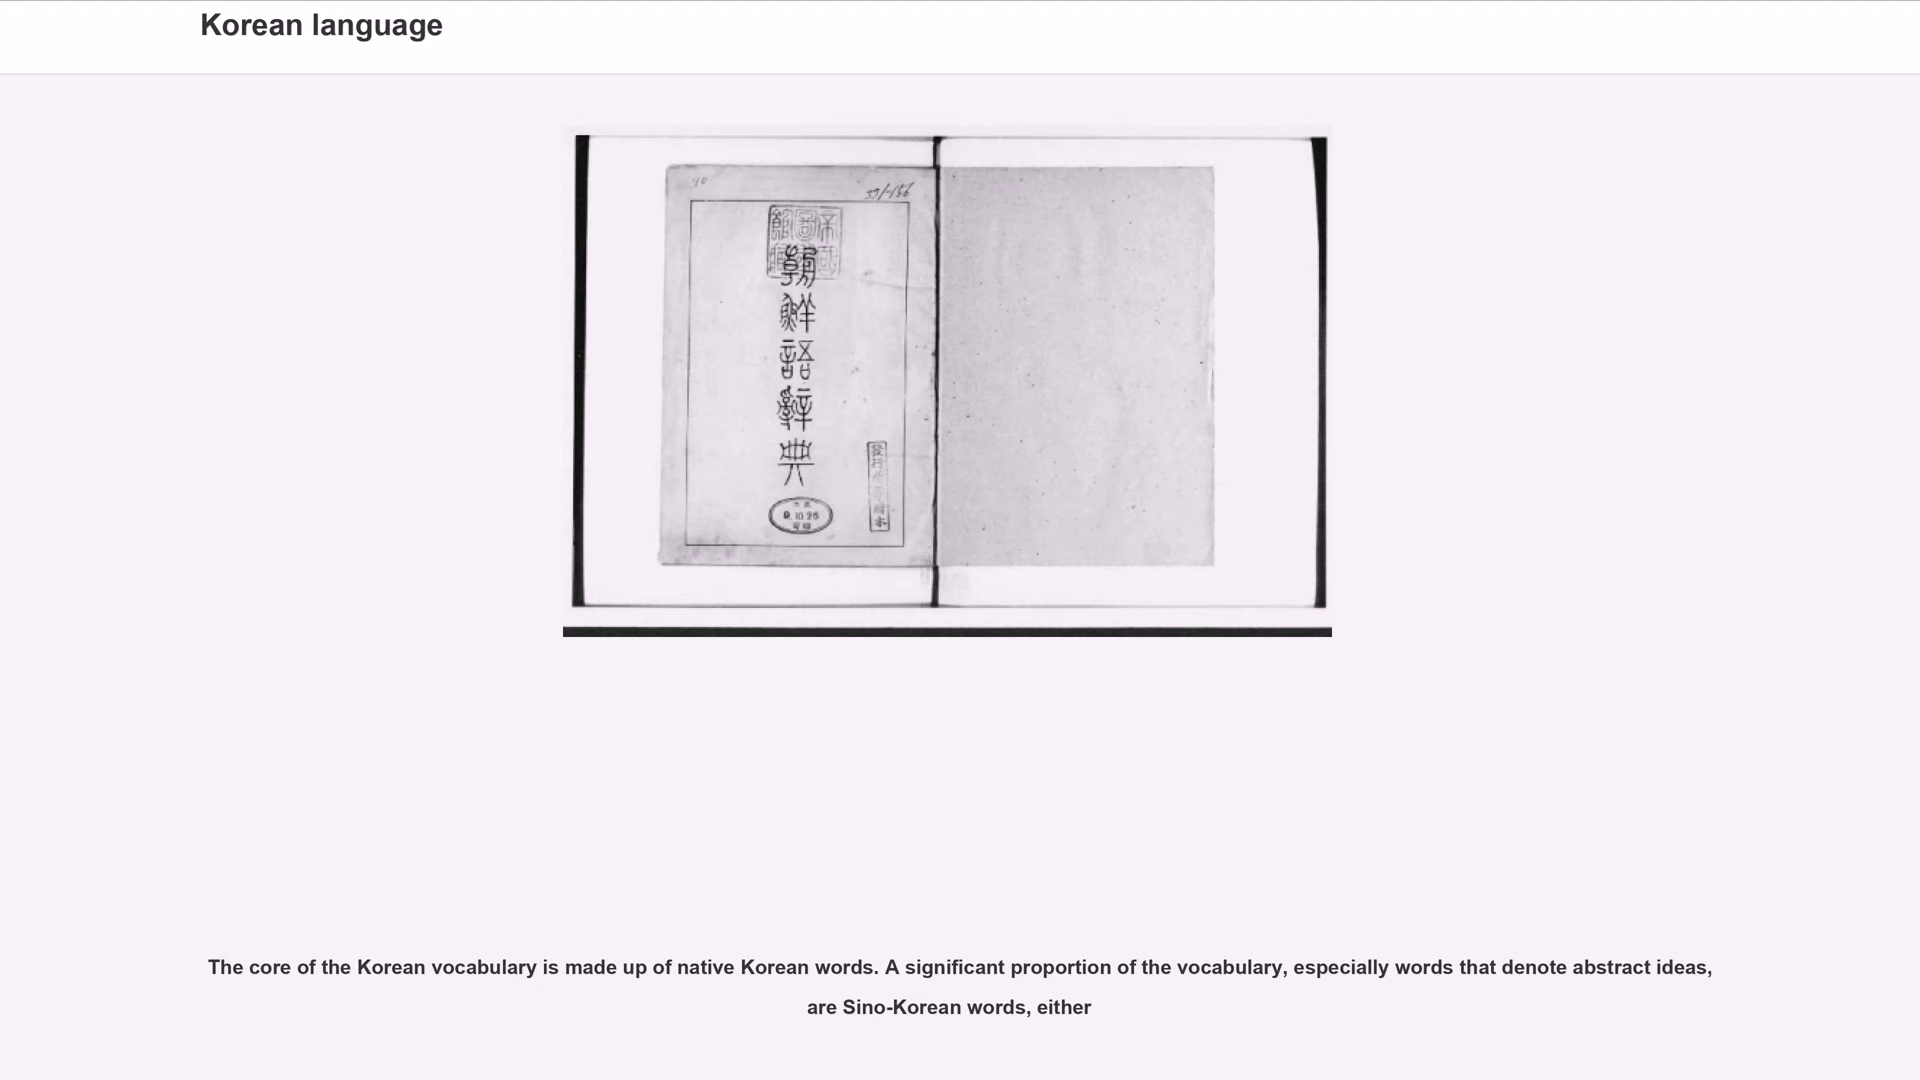 Korean language
朝鮮語辭典
The core of the Korean vocabulary is made up of native Korean words. A significant proportion of the vocabulary, especially words that denote abstract ideas,
are Sino-Korean words, either